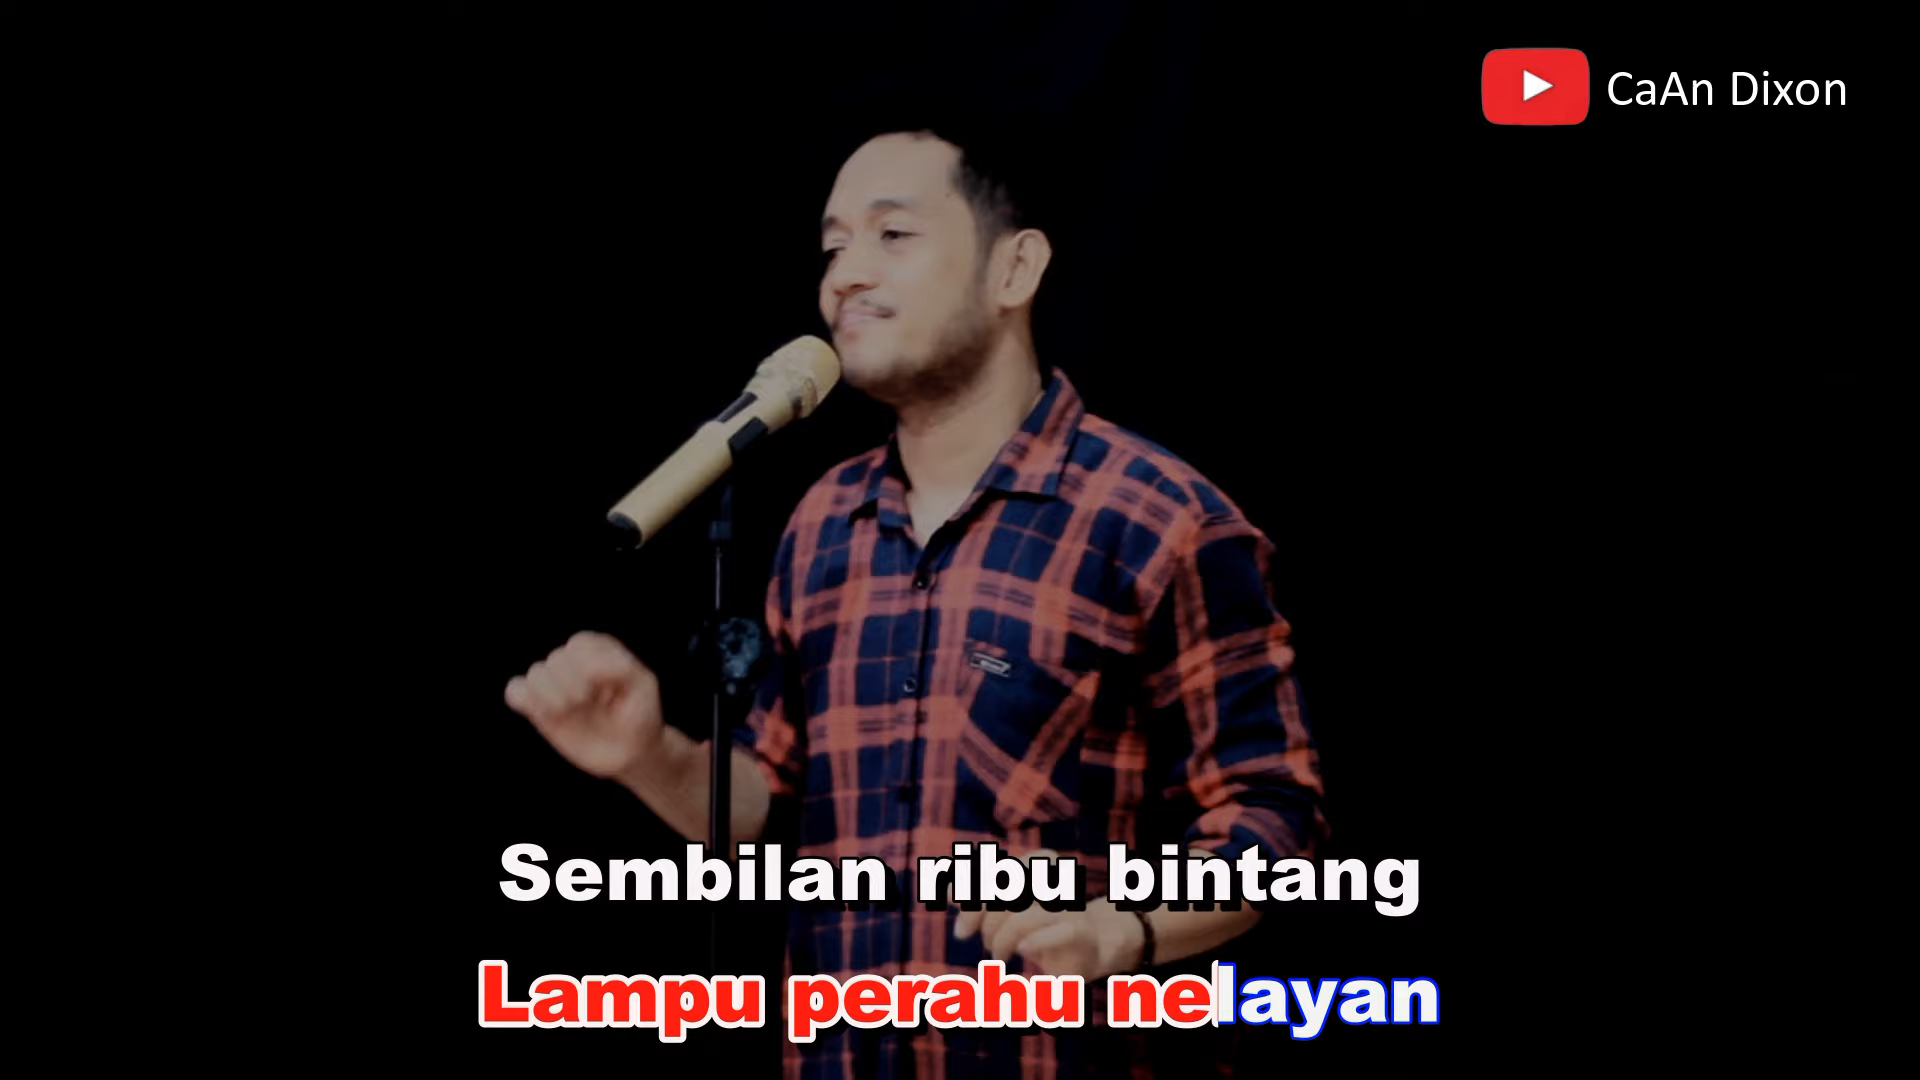 CaAn Dixon
Sembilan ribu bintang
Lampu perahu nelayan